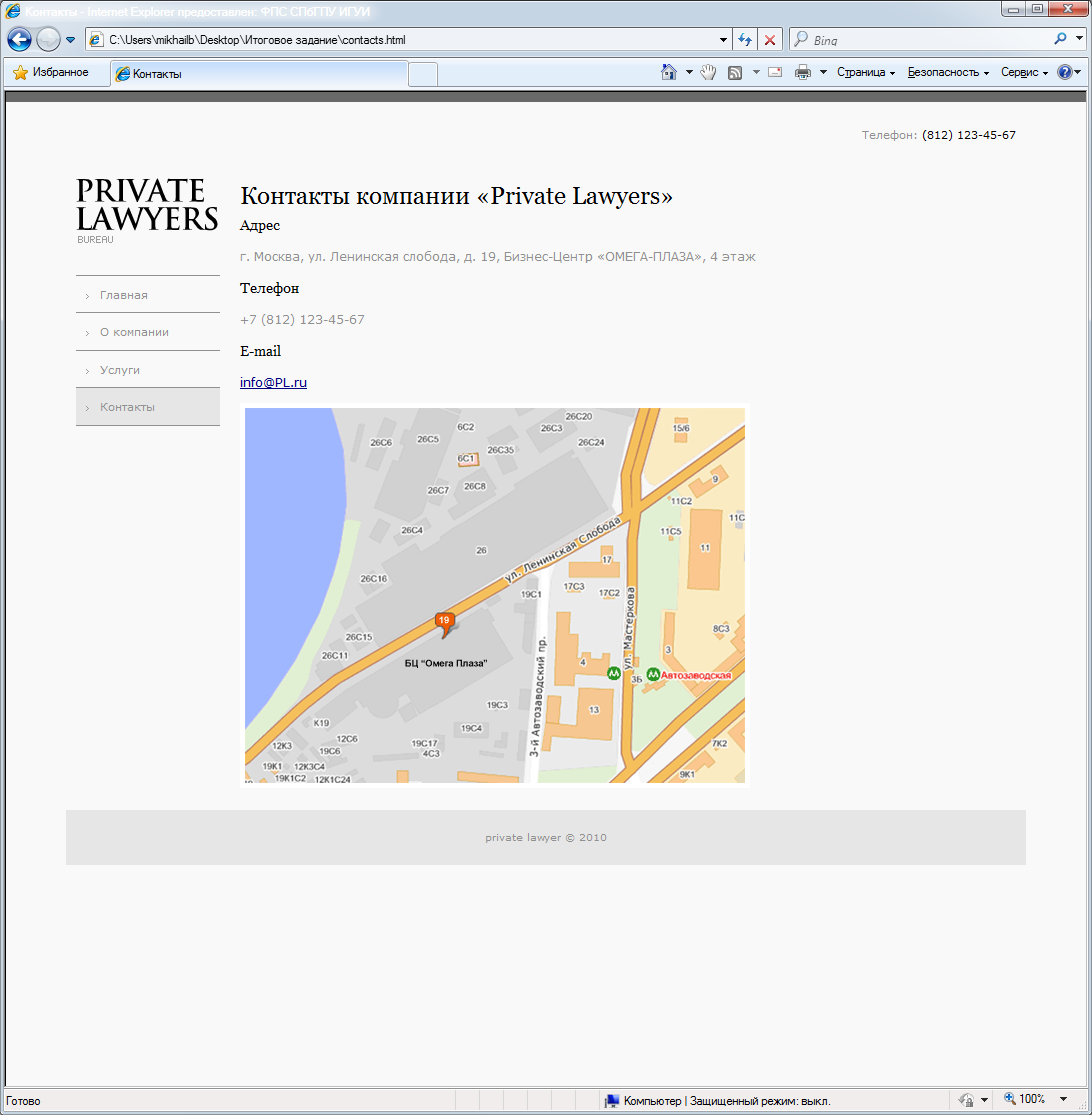 Контакты - Internet Explorer предоставлен: ФПС СПбГПУ ИГУИ
C:\Users\mikhailb\Desktop\Итоговое задание\contacts.html
Bing
Избранное
Контакты
Страница
Безопасность
Сервис
Телефон: (812) 123-45-67
PRIVATE
LAWYERS
BUREAU
Главная
О компании
Услуги
Контакты
Контакты компании «Private Lawyers»
Адрес
г. Москва, ул. Ленинская слобода, д. 19, Бизнес-Центр «ОМЕГА-ПЛАЗА», 4 этаж
Телефон
+7 (812) 123-45-67
E-mail
info@PL.ru
26С20
6С2
26С3
15/6
26С6
26С5
26С24
26С35
6С1
9
26С7
26С8
11С2
11С
26С4
11С5
ул. Ленинская Слобода
26
11
17
26С16
17С3
19С1
17С2
ул. Мастеркова
19
8С3
26С15
3
26С11
БЦ "Омега Плаза"
4
3Б
Автозаводская
3-й Автозаводский пр.
19С3
13
К19
19С4
12С6
12К3
19С6
19С17
4С3
7К2
19К1
12К3С4
19К1С2
12К1С24
9К1
private lawyer © 2010
Готово
Компьютер | Защищенный режим: выкл.
100%